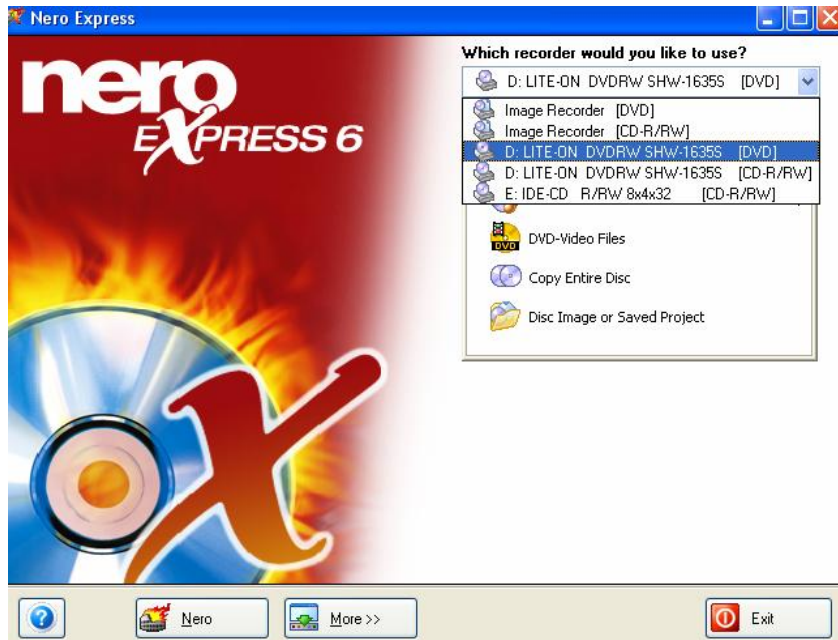 Nero Express
nero
EXPRESS 6
Which recorder would you like to use?
D: LITE-ON DVDRW SHW-1635S [DVD]
Image Recorder [DVD]
Image Recorder [CD-R/RW]
D: LITE-ON DVDRW SHW-1635S [DVD]
D: LITE-ON DVDRW SHW-1635S [CD-R/RW]
E: IDE-CD R/RW 8x4x32 [CD-R/RW]
DVD
DVD-Video Files
Copy Entire Disc
Disc Image or Saved Project
Nero
More >>
Exit